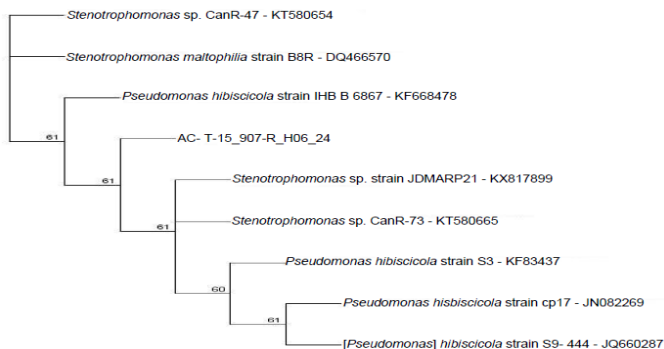 Stenotrophomonas sp. CanR-47 - KT580654
Stenotrophomonas maltophilia strain B8R - DQ466570
Pseudomonas hibiscicola strain IHB B 6867 - KF668478
61
AC- T-15_907-R_H06_24
61
Stenotrophomonas sp. strain JDMARP21 - KX817899
Stenotrophomonas sp. CanR-73 - KT580665
61
Pseudomonas hibiscicola strain S3 - KF83437
60
Pseudomonas hisbiscicola strain cp17 - JN082269
61
[Pseudomonas] hibiscicola strain S9- 444 - JQ660287